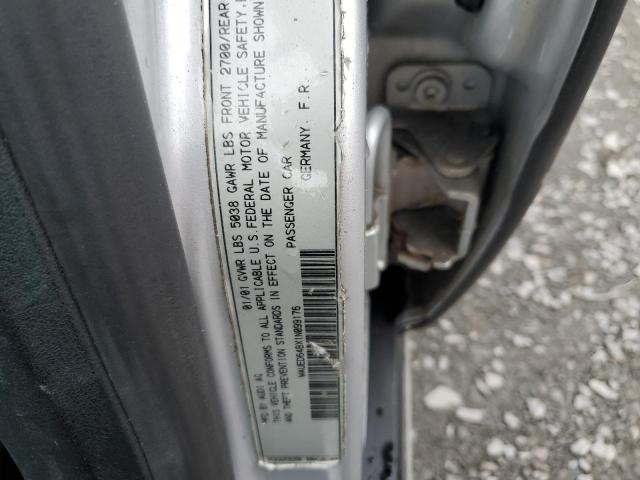 MFG BY AUDI AG
01/01 GVWR LBS 5038 GAWR LBS FRONT 2700/REAR
THIS VEHICLE CONFORMS TO ALL APPLICABLE U.S. FEDERAL MOTOR VEHICLE SAFETY,
AND THEFT PREVENTION STANDARDS IN EFFECT ON THE DATE OF MANUFACTURE SHOWN
PASSENGER CAR
GERMANY F.R.
WAUED64BX1N099176